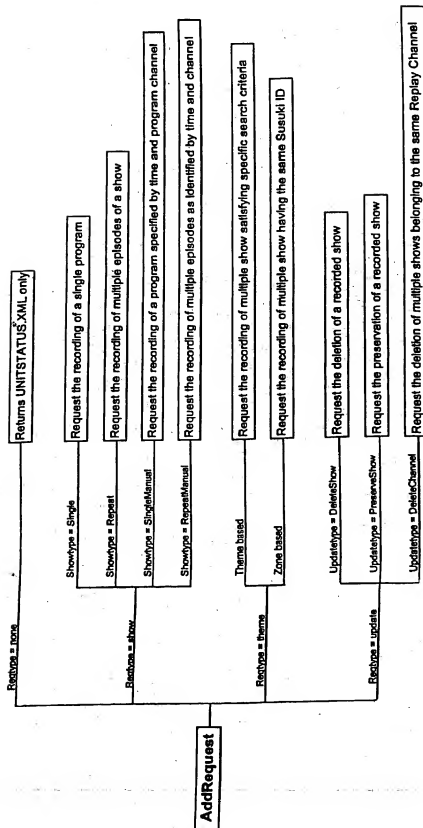 AddRequest
Reqtype = none
Returns UNITSTATUS.XML only
Reqtype = show
Showtype = Single
Request the recording of a single program
Showtype = Repeat
Request the recording of multiple episodes of a show
Showtype = SingleManual
Request the recording of a program specified by time and program channel
Showtype = RepeatManual
Request the recording of multiple episodes as identified by time and channel
Reqtype = theme
Theme based
Request the recording of multiple show satisfying specific search criteria
Zone based
Request the recording of multiple show having the same Susuki ID
Reqtype = update
Updatetype = DeleteShow
Request the deletion of a recorded show
Updatetype = PreserveShow
Request the preservation of a recorded show
Updatetype = DeleteChannel
Request the deletion of multiple shows belonging to the same Replay Channel